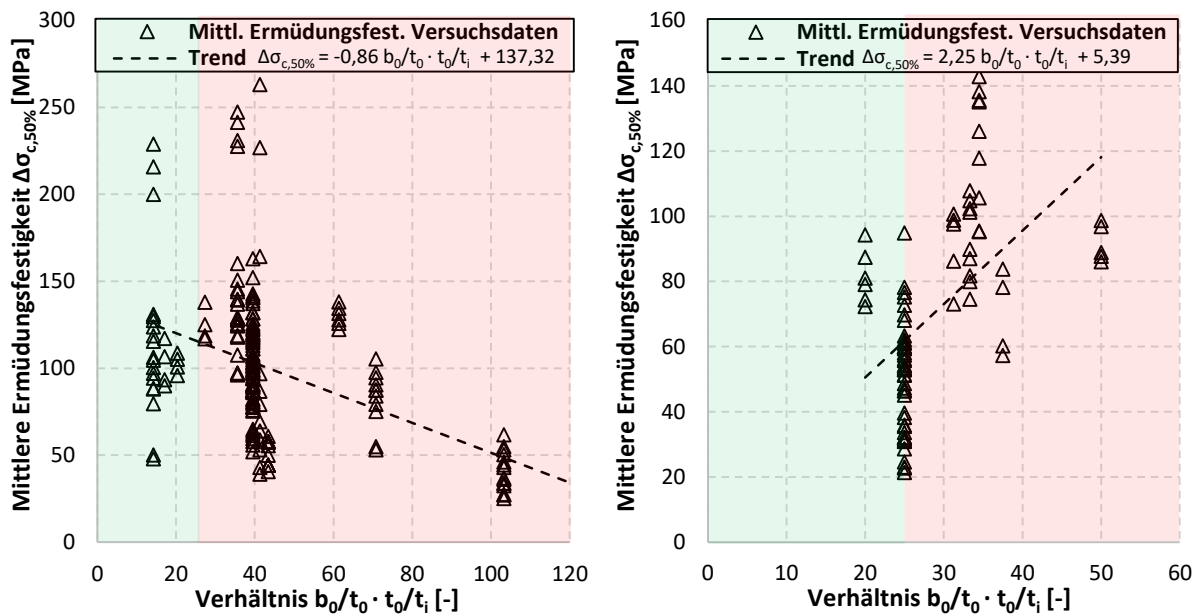 Mittlere Ermüdungsfestigkeit Δσc,50% [MPa]
300
250
200
150
100
50
0
Mittl. Ermüdungsfest. Versuchsdaten
Trend Δσc,50% = -0,86 b0/t0 · t0/ti + 137,32
0 20 40 60 80 100 120
Verhältnis b0/t0 · t0/ti [-]
Mittlere Ermüdungsfestigkeit Δσc,50% [MPa]
160
140
120
100
80
60
40
20
0
Mittl. Ermüdungsfest. Versuchsdaten
Trend Δσc,50% = 2,25 b0/t0 · t0/ti + 5,39
0 10 20 30 40 50 60
Verhältnis b0/t0 · t0/ti [-]